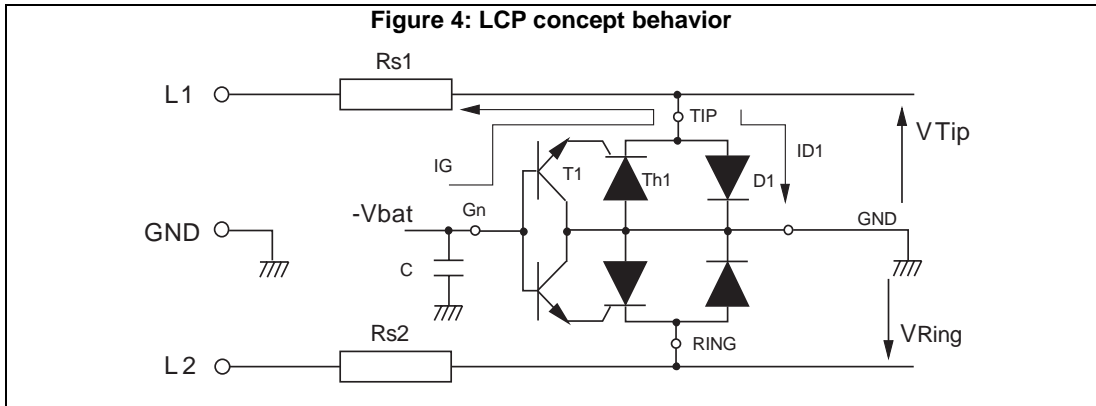 Figure 4: LCP concept behavior
Rs1
L1
TIP
VTip
IG
T1
Th1
D1
ID1
-Vbat
Gn
GND
GND
C
Rs2
RING
VRing
L2